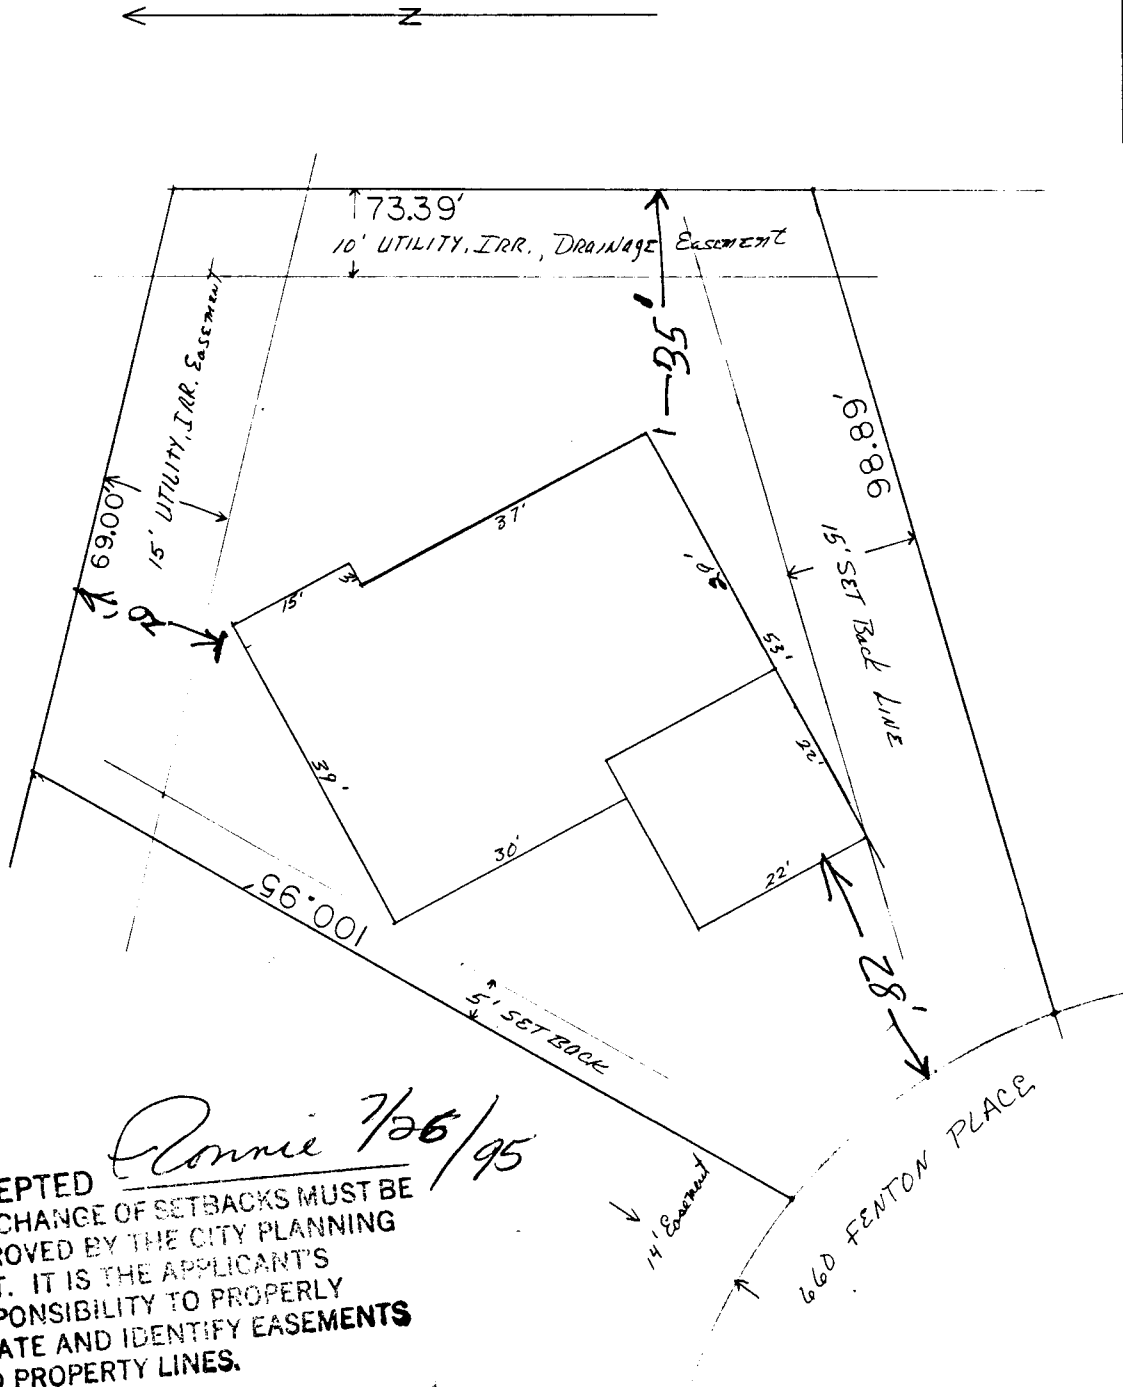 N
73.39'
10' UTILITY, IRR., DRAINAGE Easement
15' UTILITY, IRR. Easement
69.00'
35'
98.89'
15' SET Back LINE
37'
3'
15'
53'
22'
39'
30'
22'
28'
100.95'
5' SET BACK
14' Easement
660 FENTON PLACE
Ronnie 7/26/95
EPTED
CHANGE OF SETBACKS MUST BE
ROVED BY THE CITY PLANNING
T. IT IS THE APPLICANT'S
PONSIBILITY TO PROPERLY
ATE AND IDENTIFY EASEMENTS
D PROPERTY LINES.